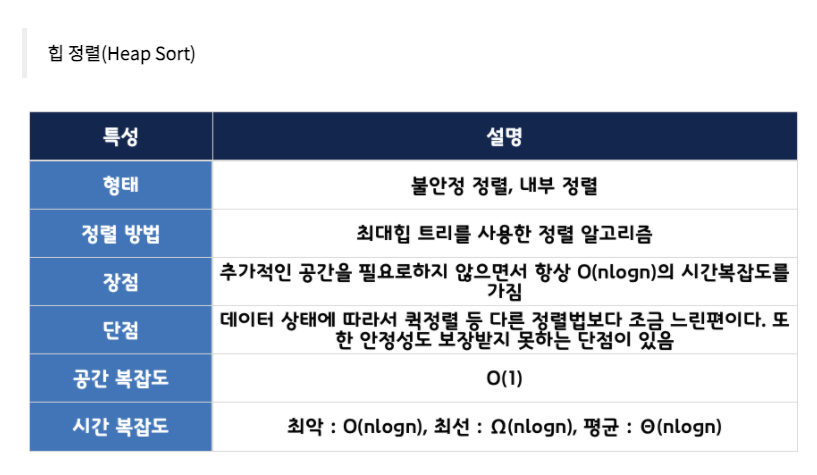 힙 정렬(Heap Sort)
특성
설명
형태
불안정 정렬, 내부 정렬
정렬 방법
최대힙 트리를 사용한 정렬 알고리즘
장점
추가적인 공간을 필요로하지 않으면서 항상 O(nlogn)의 시간복잡도를
가짐
단점
데이터 상태에 따라서 퀵정렬 등 다른 정렬법보다 조금 느린편이다. 또
한 안정성도 보장받지 못하는 단점이 있음
공간 복잡도
O(1)
시간 복잡도
최악 : O(nlogn), 최선 : Ω(nlogn), 평균 : Θ(nlogn)